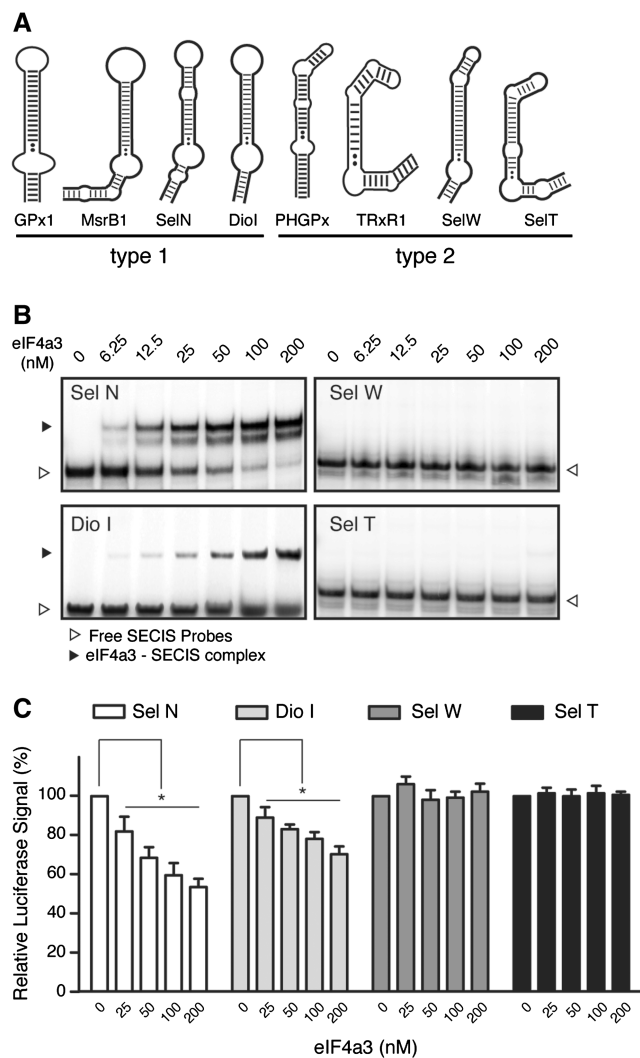 A
GPx1 MsrB1 SelN DioI PHGPx TRxR1 SelW SelT
type 1 type 2
B
eIF4a3
(nM)
0 6.25 12.5 25 50 100 200 0 6.25 12.5 25 50 100 200
Sel N Sel W
Dio I Sel T
▷ Free SECIS Probes
► eIF4a3 - SECIS complex
C
Sel N Dio I Sel W Sel T
Relative Luciferase Signal (%)
* *
100
80
60
40
20
0
0 25 50 100 200 0 25 50 100 200 0 25 50 100 200 0 25 50 100 200
eIF4a3 (nM)